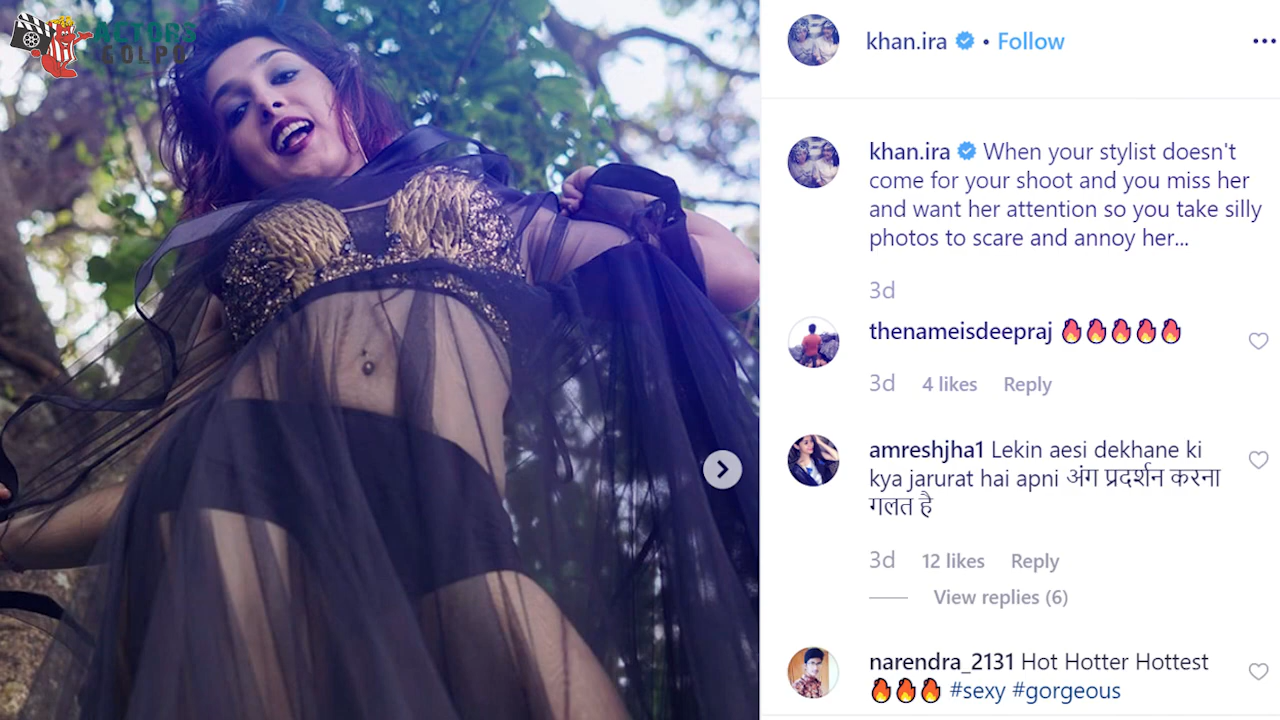 ACTORS
GOLPO
khan.ira • Follow
khan.ira When your stylist doesn't
come for your shoot and you miss her
and want her attention so you take silly
photos to scare and annoy her...
3d
thenameisdeepraj 🔥🔥🔥🔥🔥
3d 4 likes Reply
amreshjha1 Lekin aesi dekhane ki
kya jarurat hai apni अंग प्रदर्शन करना
गलत है
3d 12 likes Reply
View replies (6)
narendra_2131 Hot Hotter Hottest
🔥🔥🔥 #sexy #gorgeous